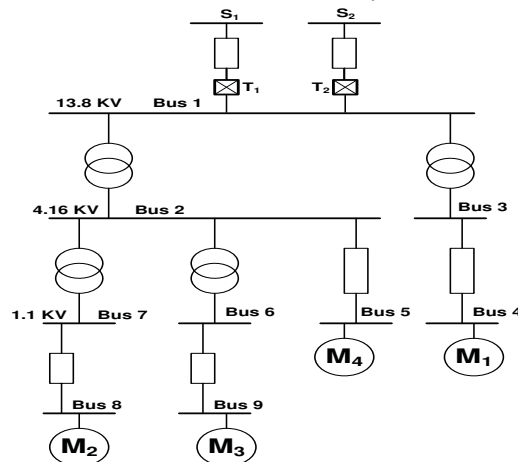 S1 S2
T1 T2
13.8 KV Bus 1
Bus 3
4.16 KV Bus 2
1.1 KV Bus 7 Bus 6 Bus 5 Bus 4
M4 M1
Bus 8 Bus 9
M2 M3